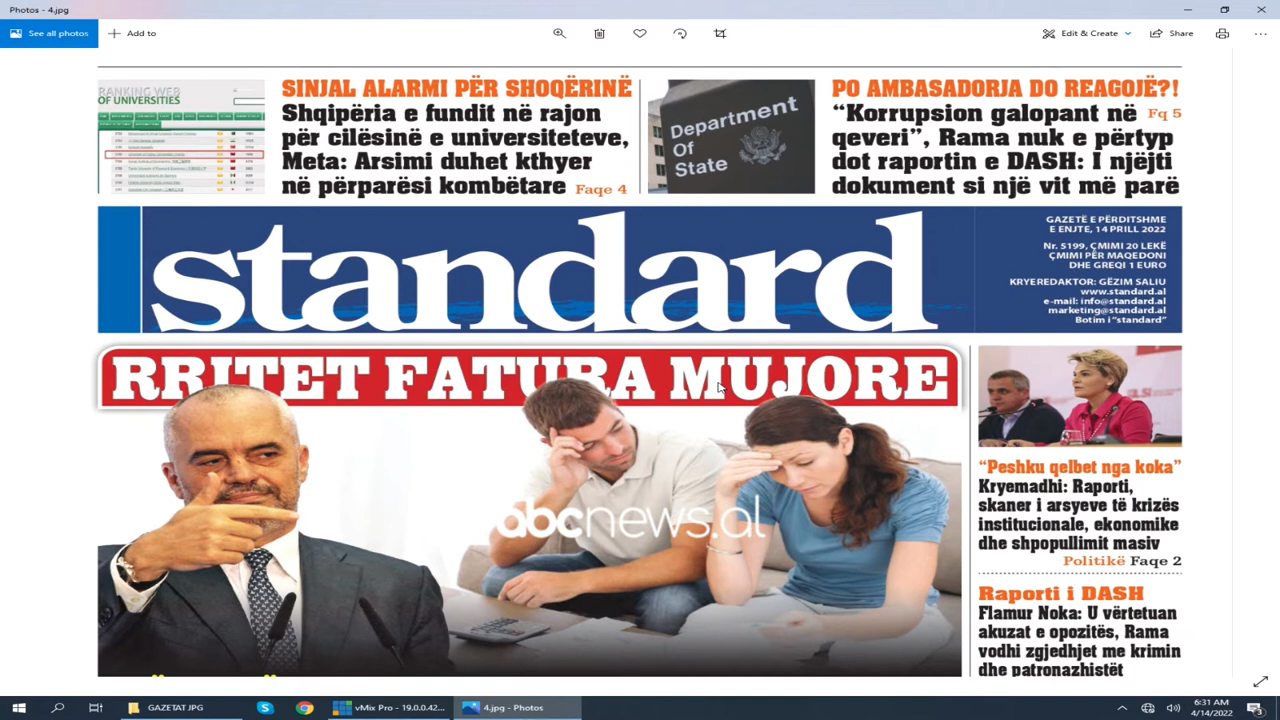 Photos - 4.jpg
See all photos
Add to
Edit & Create
Share
RANKING WEB
OF UNIVERSITIES
SINJAL ALARMI PËR SHOQËRINË
Shqipëria e fundit në rajon
për cilësinë e universiteteve,
Meta: Arsimi duhet kthyer
në përparësi kombëtare Faqe 4
Department
Of
State
PO AMBASADORJA DO REAGOJË?!
“Korrupsion galopant në Fq 5
qeveri”, Rama nuk e përtyp
as raportin e DASH: I njëjti
dokument si një vit më parë
standard
GAZETË E PËRDITSHME
E ENJTE, 14 PRILL 2022
Nr. 5199, ÇMIMI 20 LEKË
ÇMIMI PËR MAQEDONI
DHE GREQI 1 EURO
KRYEREDAKTOR: GËZIM SALIU
www.standard.al
e-mail: info@standard.al
marketing@standard.al
Botim i “standard”
RRITET FATURA MUJORE
abcnews.al
“Peshku qelbet nga koka”
Kryemadhi: Raporti,
skaner i arsyeve të krizës
institucionale, ekonomike
dhe shpopullimit masiv
Politikë Faqe 2
Raporti i DASH
Flamur Noka: U vërtetuan
akuzat e opozitës, Rama
vodhi zgjedhjet me krimin
dhe patronazhistët
GAZETAT JPG
vMix Pro - 19.0.0.42...
4.jpg - Photos
6:31 AM
4/14/2022